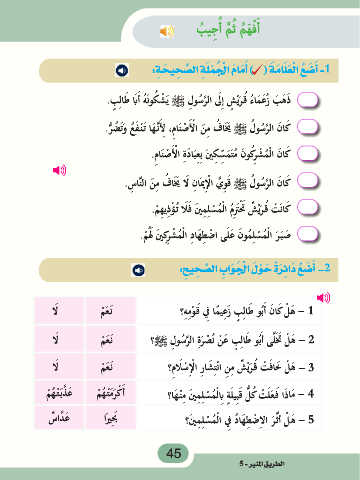 أَفْهَمُ ثُمَّ أُجِيبُ
1- أَضَعُ الْعَلَامَةَ (✓) أَمَامَ الْجُمْلَةِ الصَّحِيحَةِ:
ذَهَبَ زُعَمَاءُ قُرَيْشٍ إِلَى الرَّسُولِ ﷺ يَشْكُونَهُ أَبَا طَالِبٍ.
كَانَ الرَّسُولُ ﷺ يَخَافُ مِنَ الْأَصْنَامِ، لِأَنَّهَا تَنْفَعُ وَتَضُرُّ.
كَانَ الْمُشْرِكُونَ مُتَمَسِّكِينَ بِعِبَادَةِ الْأَصْنَامِ.
كَانَ الرَّسُولُ ﷺ قَوِيَّ الْإِيمَانِ لَا يَخَافُ مِنَ النَّاسِ.
كَانَتْ قُرَيْشٌ تَحْتَرِمُ الْمُسْلِمِينَ فَلَا تُؤْذِيهِمْ.
صَبَرَ الْمُسْلِمُونَ عَلَى اضْطِهَادِ الْمُشْرِكِينَ لَهُمْ.
2- أَضَعُ دَائِرَةً حَوْلَ الْجَوَابِ الصَّحِيحِ:
1 – هَلْ كَانَ أَبُو طَالِبٍ زَعِيمًا فِي قَوْمِهِ؟ نَعَمْ لَا
2 – هَلْ تَخَلَّى أَبُو طَالِبٍ عَنْ نُصْرَةِ الرَّسُولِ ﷺ؟ نَعَمْ لَا
3 – هَلْ خَافَتْ قُرَيْشٌ مِنِ انْتِشَارِ الْإِسْلَامِ؟ نَعَمْ لَا
4 – مَاذَا فَعَلَتْ كُلُّ قَبِيلَةٍ بِالْمُسْلِمِينَ مِنْهَا؟ أَكْرَمَتْهُمْ عَذَّبَتْهُمْ
5 – هَلْ أَثَّرَ الِاضْطِهَادُ فِي الْمُسْلِمِينَ؟ بَحِيرَا عَدَّاسٌ
45
الطريق المنير - 5